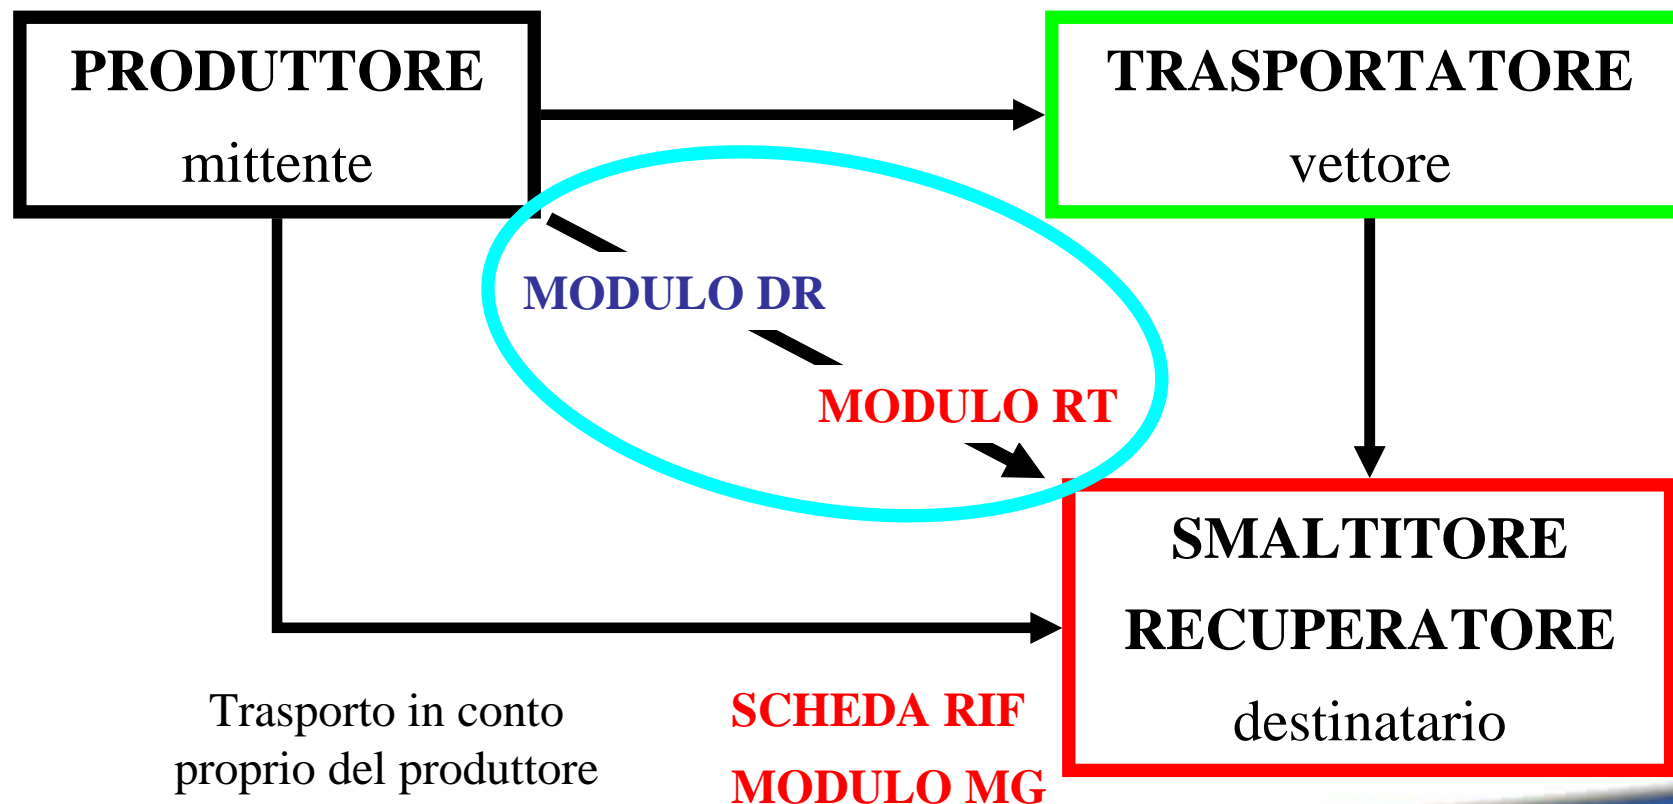 PRODUTTORE
mittente
TRASPORTATORE
vettore
MODULO DR
MODULO RT
SMALTITORE
RECUPERATORE
destinatario
Trasporto in conto
proprio del produttore
SCHEDA RIF
MODULO MG